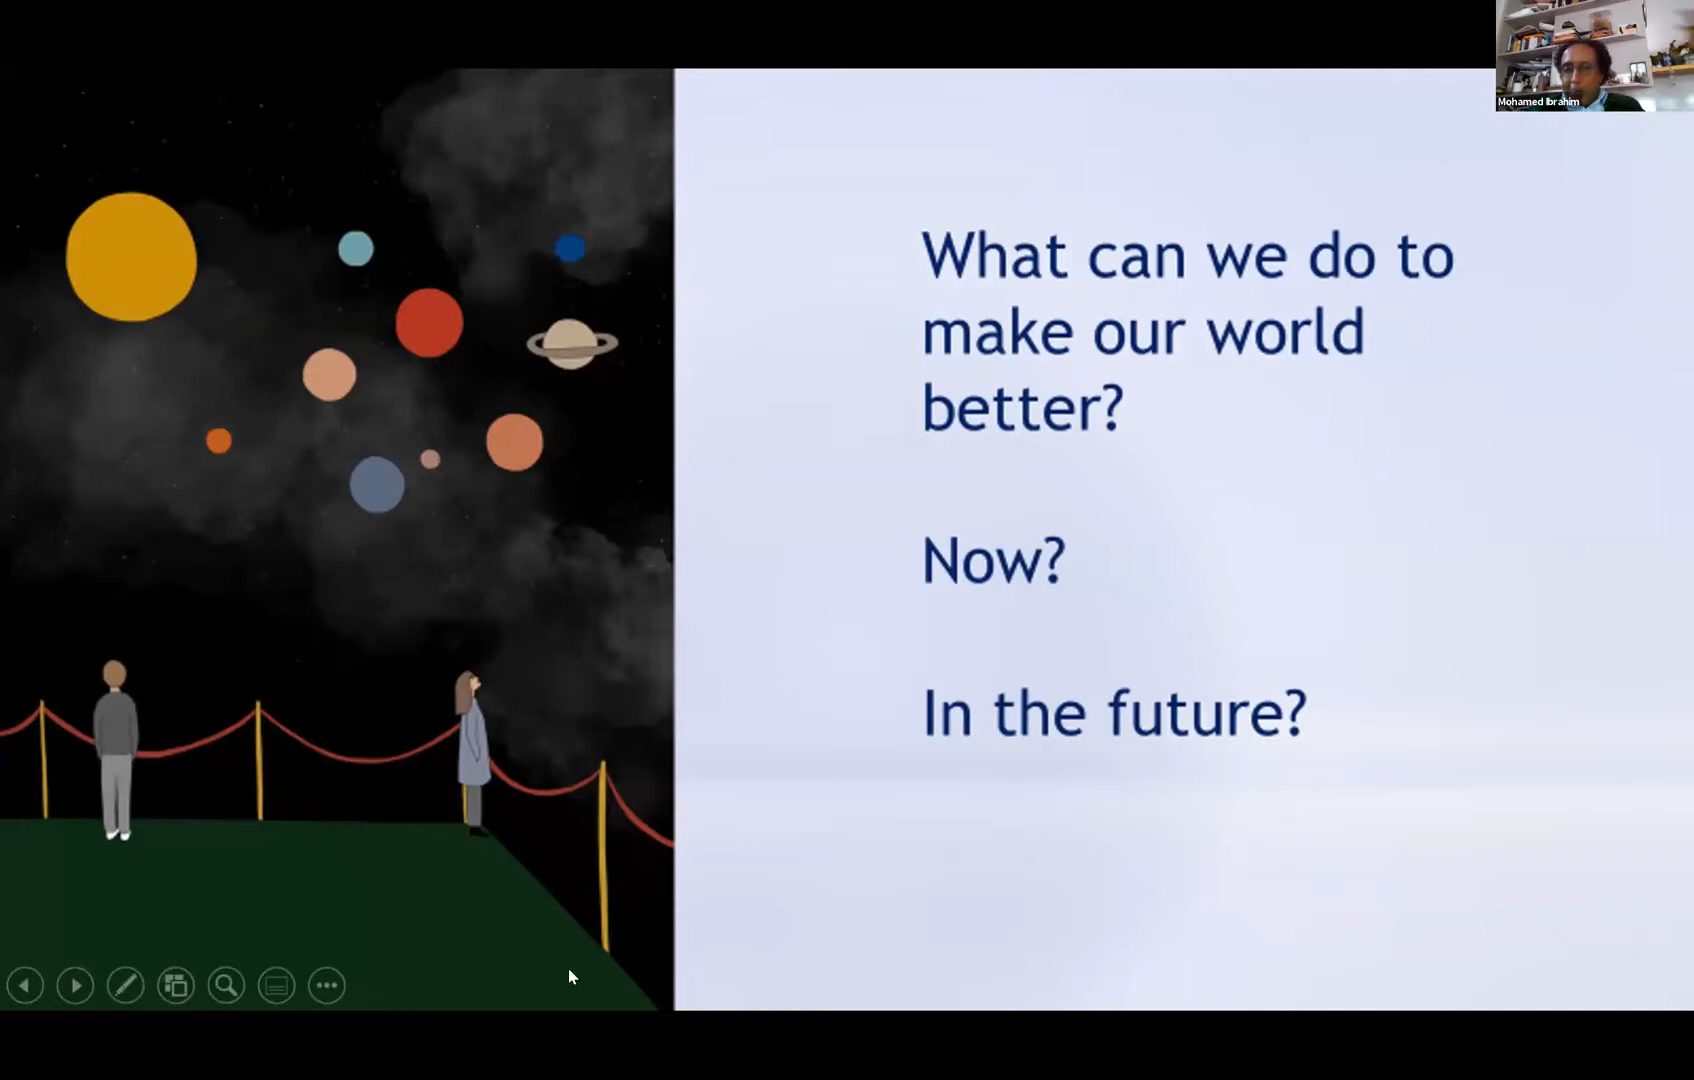 Mohamed Ibrahim
What can we do to
make our world
better?
Now?
In the future?